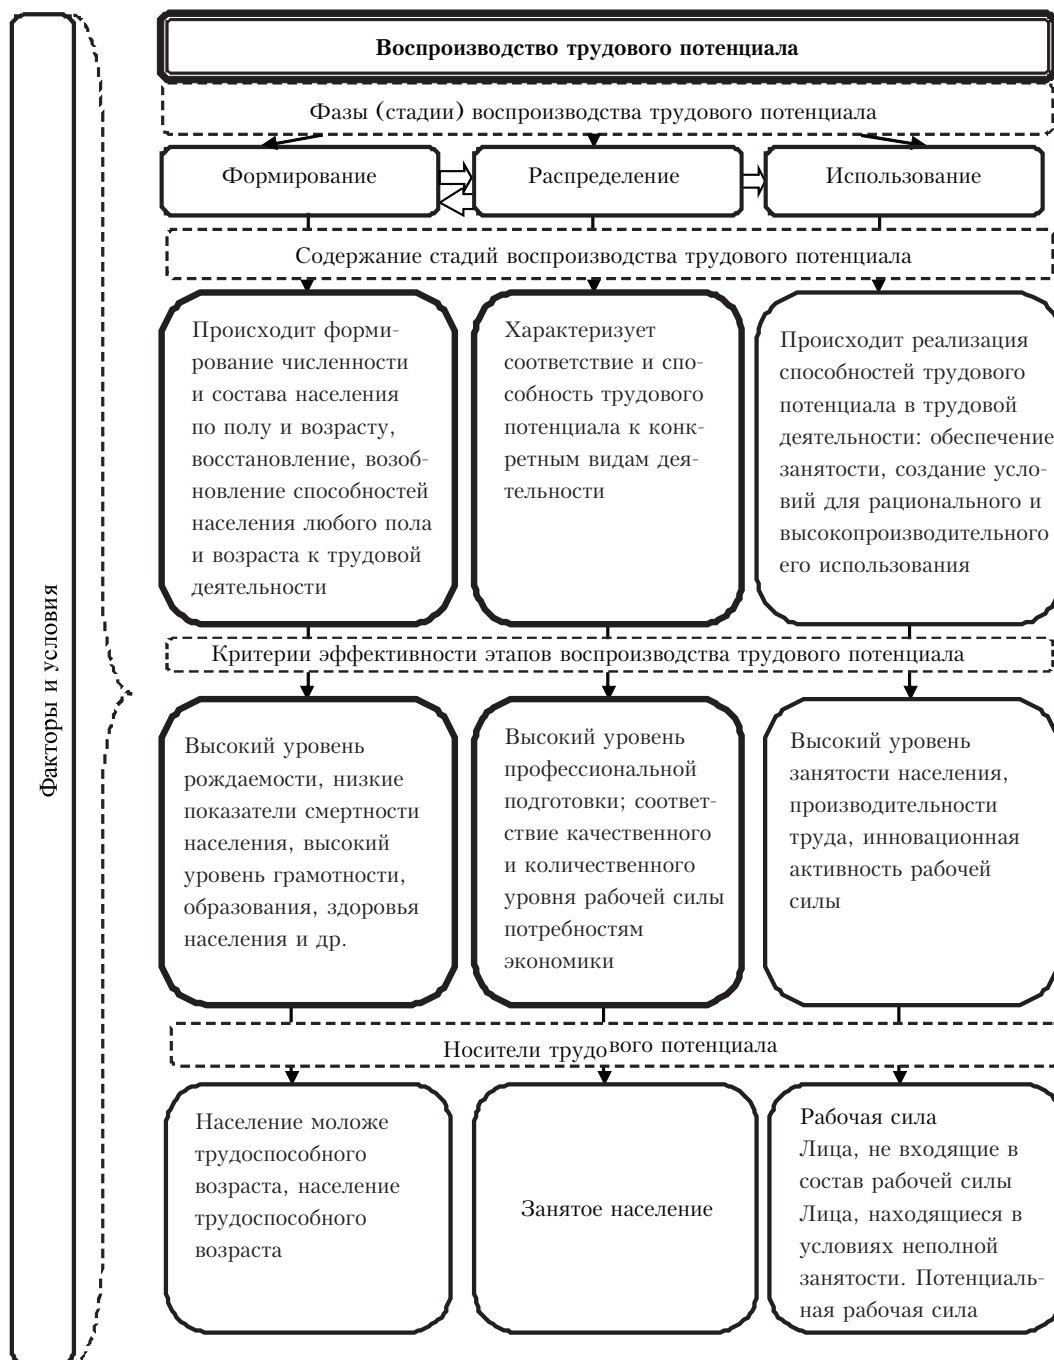 Воспроизводство трудового потенциала
Фазы (стадии) воспроизводства трудового потенциала
Формирование
Распределение
Использование
Содержание стадий воспроизводства трудового потенциала
Происходит форми-
рование численности
и состава населения
по полу и возрасту,
восстановление, возоб-
новление способностей
населения любого пола
и возраста к трудовой
деятельности
Характеризует
соответствие и спо-
собность трудового
потенциала к конк-
ретным видам дея-
тельности
Происходит реализация
способностей трудового
потенциала в трудовой
деятельности: обеспечение
занятости, создание усло-
вий для рационального и
высокопроизводительного
его использования
Критерии эффективности этапов воспроизводства трудового потенциала
Высокий уровень
рождаемости, низкие
показатели смертности
населения, высокий
уровень грамотности,
образования, здоровья
населения и др.
Высокий уровень
профессиональной
подготовки; соответ-
ствие качественного
и количественного
уровня рабочей силы
потребностям
экономики
Высокий уровень
занятости населения,
производительности
труда, инновационная
активность рабочей
силы
Носители трудового потенциала
Население моложе
трудоспособного
возраста, население
трудоспособного
возраста
Занятое население
Рабочая сила
Лица, не входящие в
состав рабочей силы
Лица, находящиеся в
условиях неполной
занятости. Потенциаль-
ная рабочая сила
Факторы и условия